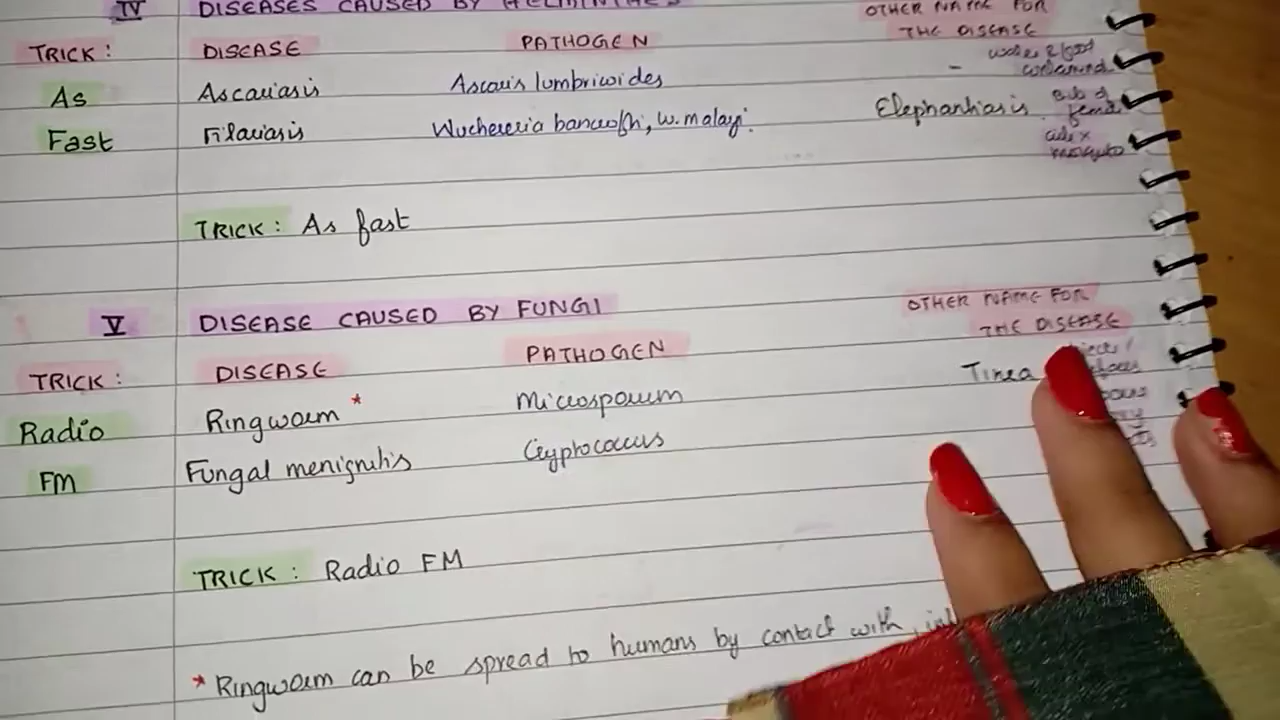 IV DISEASES CAUSED BY HELMINTHES
OTHER NAME FOR
THE DISEASE
TRICK: DISEASE PATHOGEN
As Ascariasis Ascaris lumbricoides -
Fast Filariasis Wuchereria bancrofti, W. malayi. Elephantiasis
TRICK: As fast
V DISEASE CAUSED BY FUNGI
OTHER NAME FOR
THE DISEASE
TRICK: DISEASE PATHOGEN
Radio Ringworm * Microsporum Tinea
FM Fungal menignitis Cryptococcus
TRICK: Radio FM
* Ringworm can be spread to humans by contact with